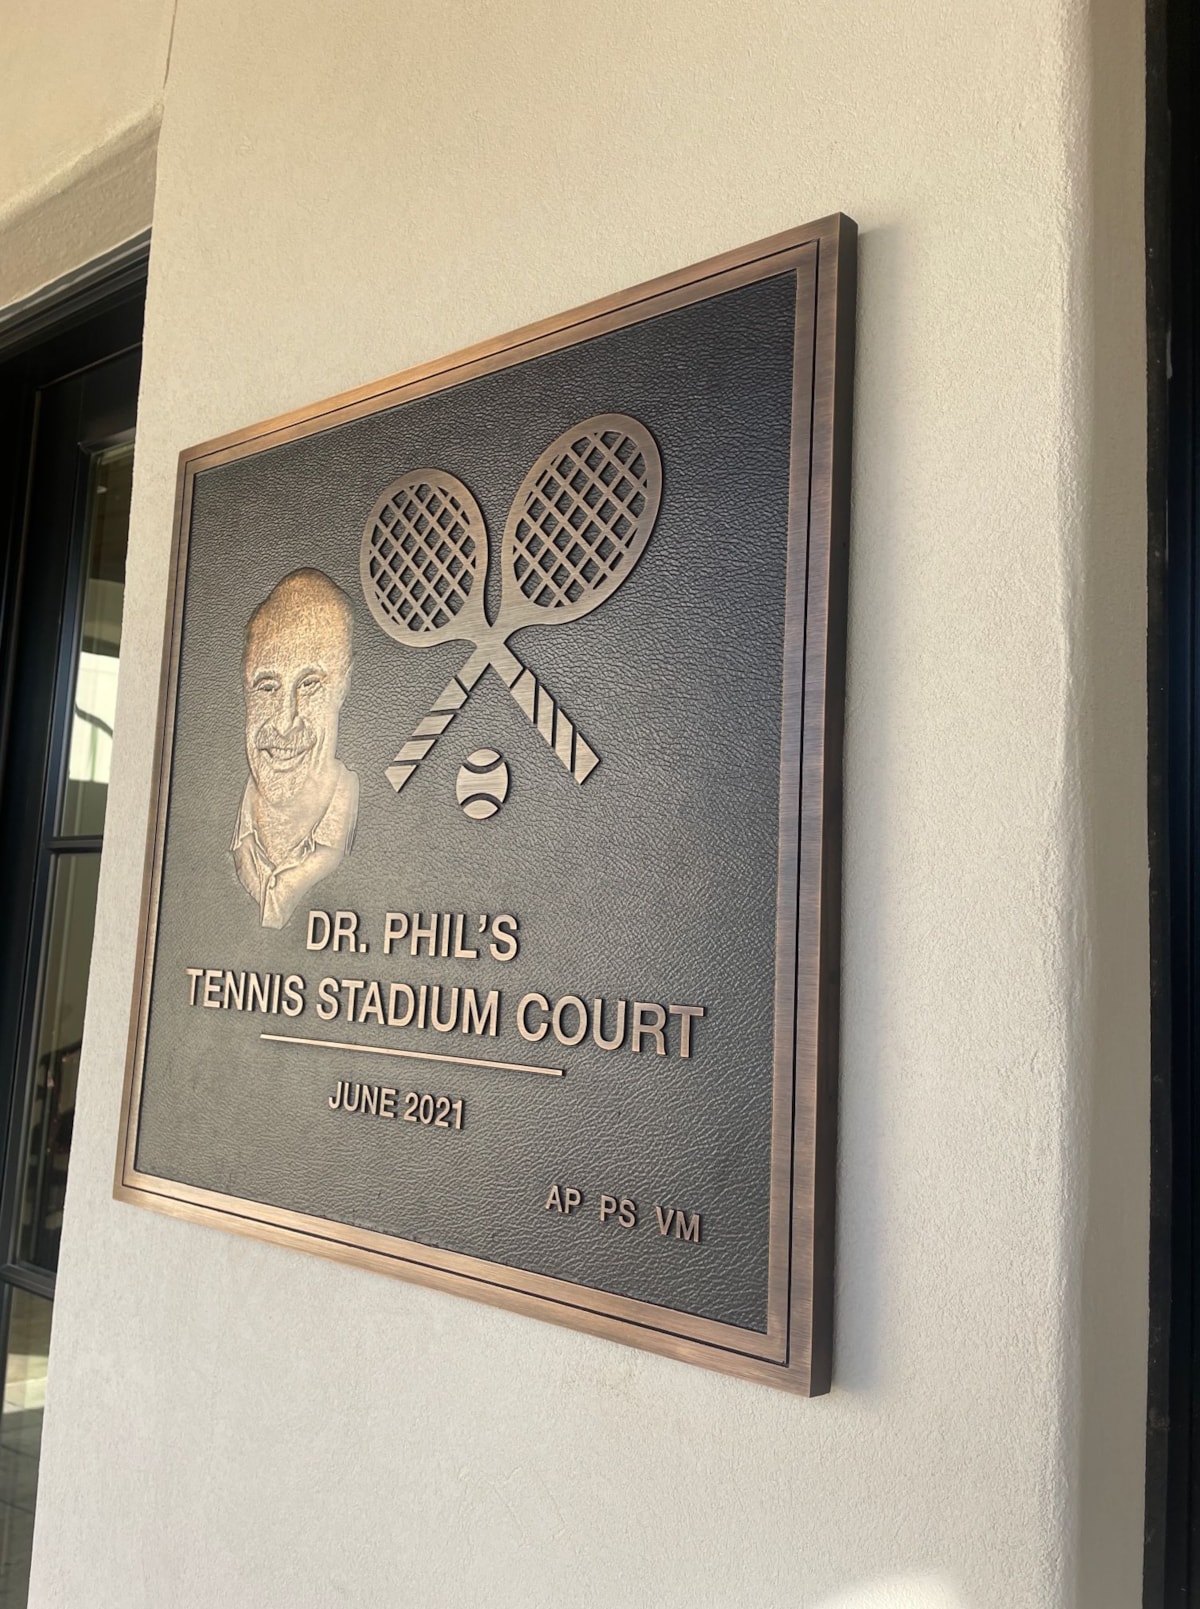 DR. PHIL'S
TENNIS STADIUM COURT
JUNE 2021
AP PS VM